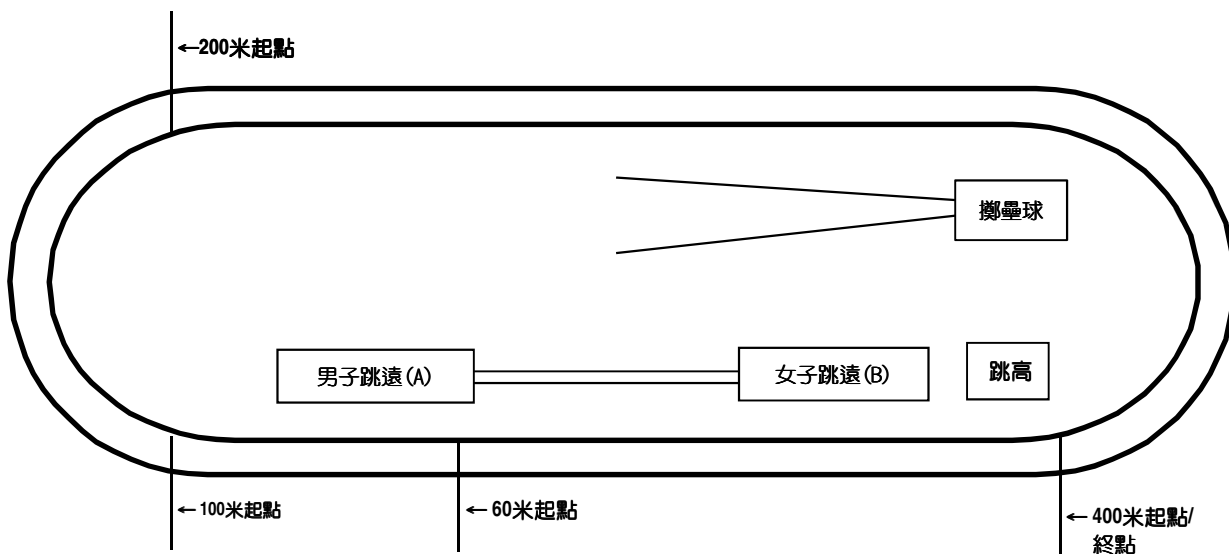 ←200米起點
擲壘球
男子跳遠(A)
女子跳遠(B)
跳高
←100米起點
←60米起點
←400米起點/
終點